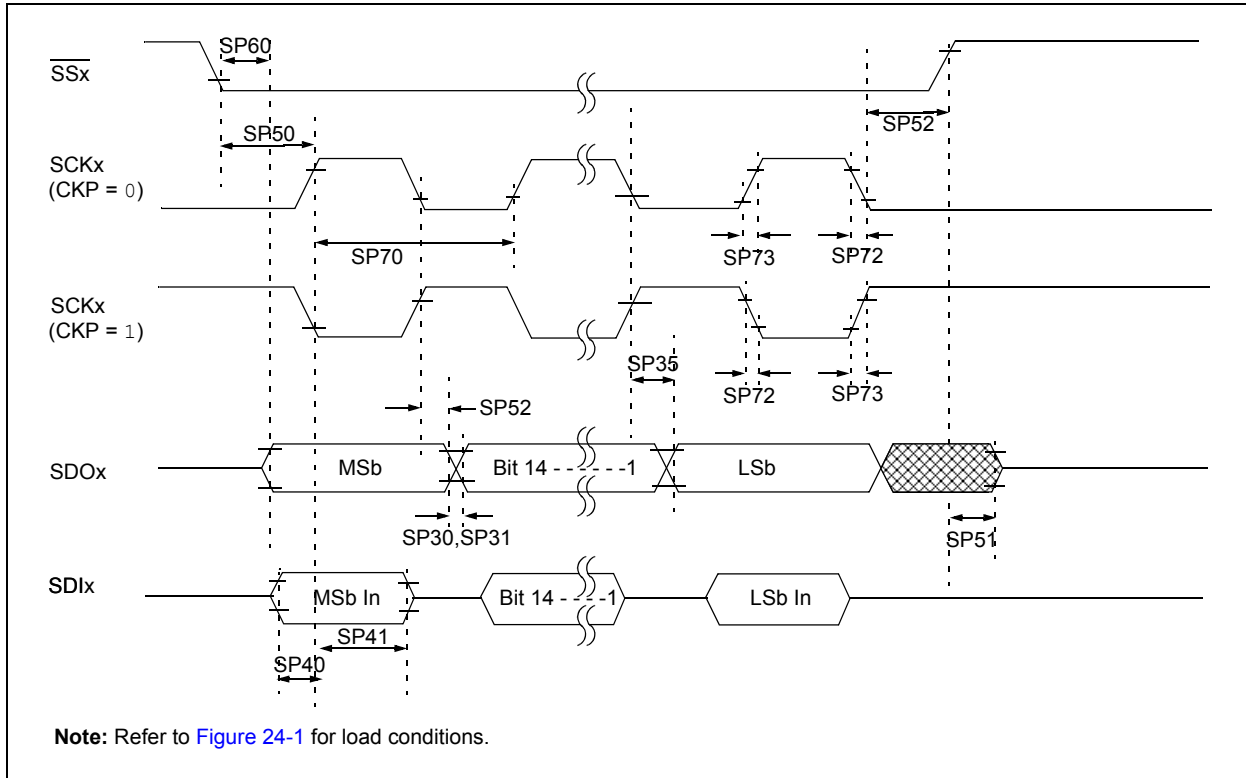 SP60
SSx
SP50
SP52
SCKx
(CKP = 0)
SP70
SP73
SP72
SCKx
(CKP = 1)
SP35
SP72
SP73
SP52
SDOx
MSb
Bit 14 - - - - - -1
LSb
SP30,SP31
SP51
SDIx
MSb In
Bit 14 - - - - -1
LSb In
SP41
SP40
Note: Refer to Figure 24-1 for load conditions.